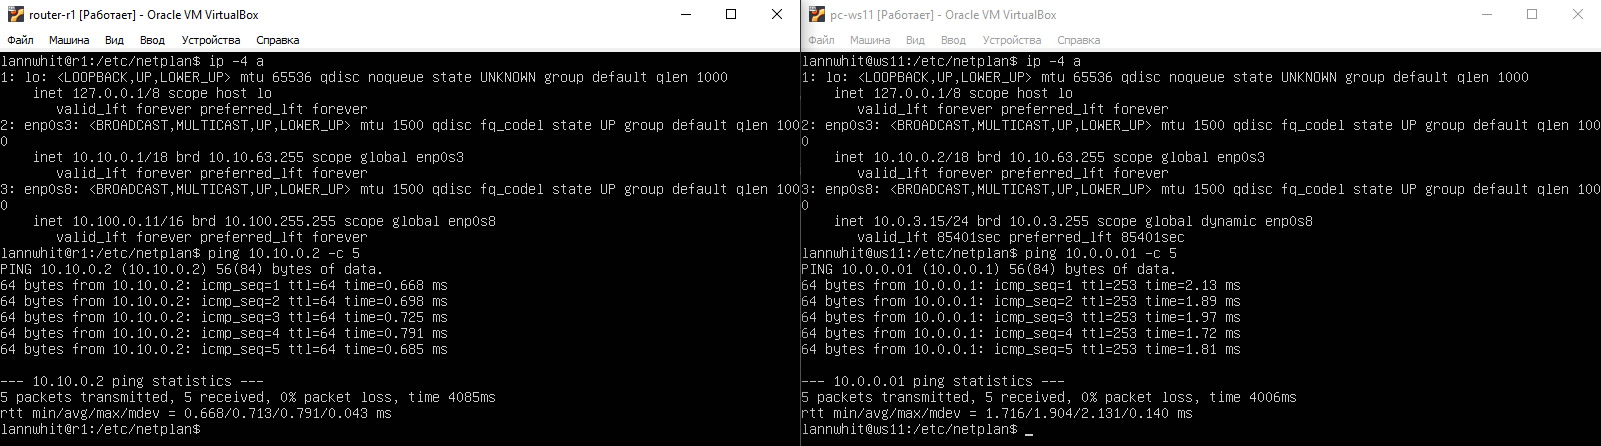 router-r1 [Работает] - Oracle VM VirtualBox
Файл Машина Вид Ввод Устройства Справка
lannwhit@r1:/etc/netplan$ ip -4 a
1: lo: <LOOPBACK,UP,LOWER_UP> mtu 65536 qdisc noqueue state UNKNOWN group default qlen 1000
    inet 127.0.0.1/8 scope host lo
       valid_lft forever preferred_lft forever
2: enp0s3: <BROADCAST,MULTICAST,UP,LOWER_UP> mtu 1500 qdisc fq_codel state UP group default qlen 100
0
    inet 10.10.0.1/18 brd 10.10.63.255 scope global enp0s3
       valid_lft forever preferred_lft forever
3: enp0s8: <BROADCAST,MULTICAST,UP,LOWER_UP> mtu 1500 qdisc fq_codel state UP group default qlen 100
0
    inet 10.100.0.11/16 brd 10.100.255.255 scope global enp0s8
       valid_lft forever preferred_lft forever
lannwhit@r1:/etc/netplan$ ping 10.10.0.2 -c 5
PING 10.10.0.2 (10.10.0.2) 56(84) bytes of data.
64 bytes from 10.10.0.2: icmp_seq=1 ttl=64 time=0.668 ms
64 bytes from 10.10.0.2: icmp_seq=2 ttl=64 time=0.698 ms
64 bytes from 10.10.0.2: icmp_seq=3 ttl=64 time=0.725 ms
64 bytes from 10.10.0.2: icmp_seq=4 ttl=64 time=0.791 ms
64 bytes from 10.10.0.2: icmp_seq=5 ttl=64 time=0.685 ms
--- 10.10.0.2 ping statistics ---
5 packets transmitted, 5 received, 0% packet loss, time 4085ms
rtt min/avg/max/mdev = 0.668/0.713/0.791/0.043 ms
lannwhit@r1:/etc/netplan$
pc-ws11 [Работает] - Oracle VM VirtualBox
Файл Машина Вид Ввод Устройства Справка
lannwhit@ws11:/etc/netplan$ ip -4 a
1: lo: <LOOPBACK,UP,LOWER_UP> mtu 65536 qdisc noqueue state UNKNOWN group default qlen 1000
    inet 127.0.0.1/8 scope host lo
       valid_lft forever preferred_lft forever
2: enp0s3: <BROADCAST,MULTICAST,UP,LOWER_UP> mtu 1500 qdisc fq_codel state UP group default qlen 100
0
    inet 10.10.0.2/18 brd 10.10.63.255 scope global enp0s3
       valid_lft forever preferred_lft forever
3: enp0s8: <BROADCAST,MULTICAST,UP,LOWER_UP> mtu 1500 qdisc fq_codel state UP group default qlen 100
0
    inet 10.0.3.15/24 brd 10.0.3.255 scope global dynamic enp0s8
       valid_lft 85401sec preferred_lft 85401sec
lannwhit@ws11:/etc/netplan$ ping 10.0.0.01 -c 5
PING 10.0.0.01 (10.0.0.1) 56(84) bytes of data.
64 bytes from 10.0.0.1: icmp_seq=1 ttl=253 time=2.13 ms
64 bytes from 10.0.0.1: icmp_seq=2 ttl=253 time=1.89 ms
64 bytes from 10.0.0.1: icmp_seq=3 ttl=253 time=1.97 ms
64 bytes from 10.0.0.1: icmp_seq=4 ttl=253 time=1.72 ms
64 bytes from 10.0.0.1: icmp_seq=5 ttl=253 time=1.81 ms
--- 10.0.0.01 ping statistics ---
5 packets transmitted, 5 received, 0% packet loss, time 4006ms
rtt min/avg/max/mdev = 1.716/1.904/2.131/0.140 ms
lannwhit@ws11:/etc/netplan$ _